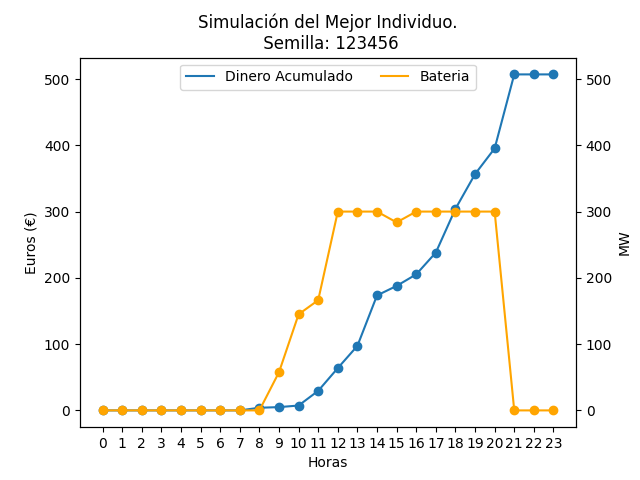 Simulación del Mejor Individuo.
Semilla: 123456
Dinero Acumulado
Bateria
500
400
300
200
100
0
Euros (€)
500
400
300
200
100
0
MW
0 1 2 3 4 5 6 7 8 9 10 11 12 13 14 15 16 17 18 19 20 21 22 23
Horas